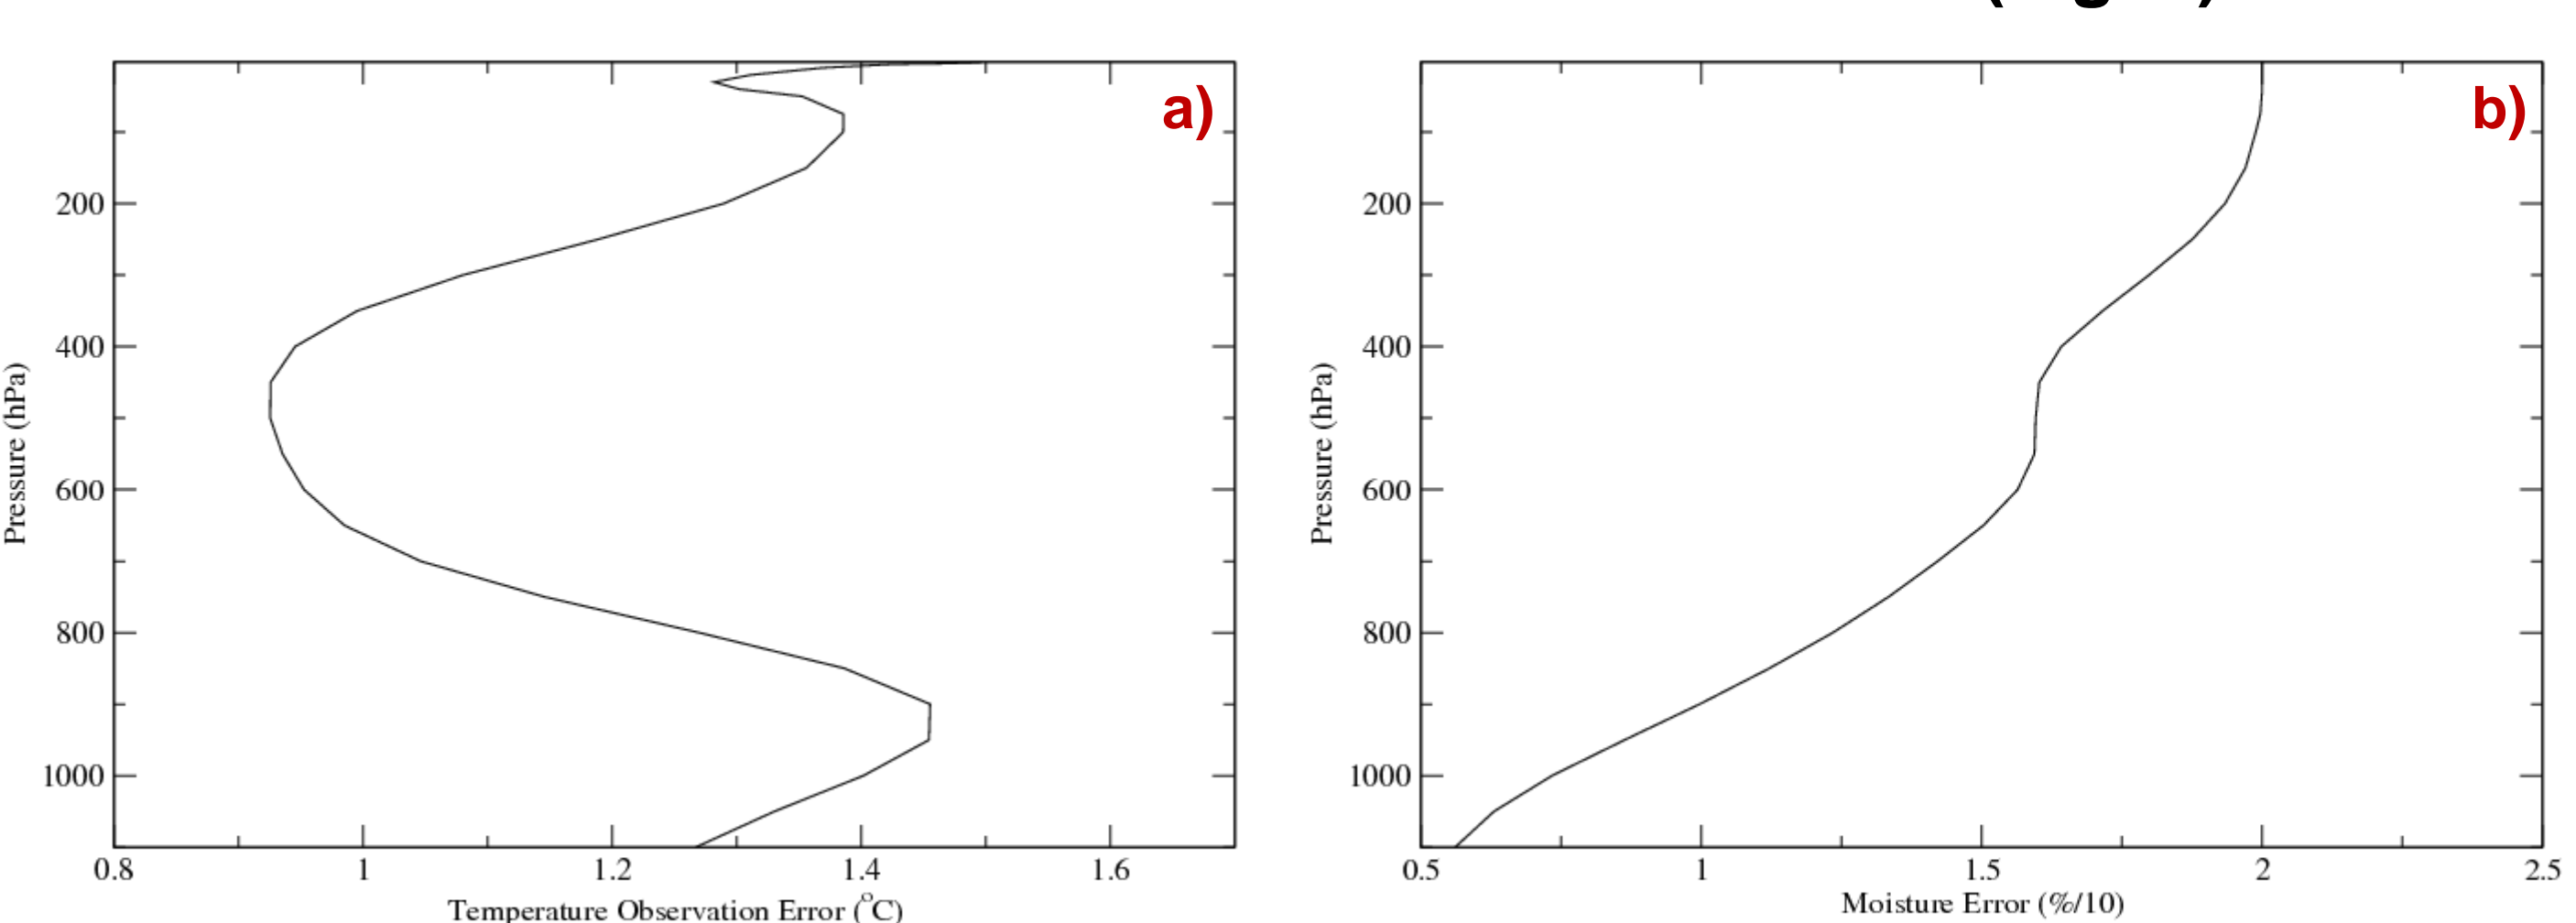 a)
200
400
600
800
1000
Pressure (hPa)
0.8 1 1.2 1.4 1.6
Temperature Observation Error (°C)
b)
200
400
600
800
1000
Pressure (hPa)
0.5 1 1.5 2 2.5
Moisture Error (%/10)